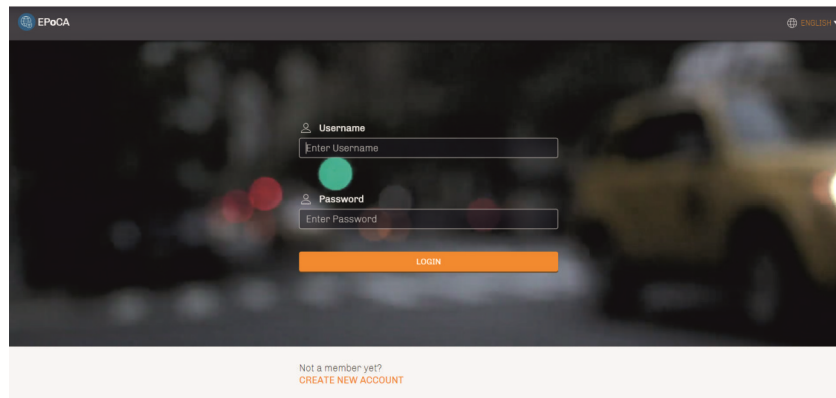 EPoCA
ENGLISH
Username
Enter Username
Password
Enter Password
LOGIN
Not a member yet?
CREATE NEW ACCOUNT